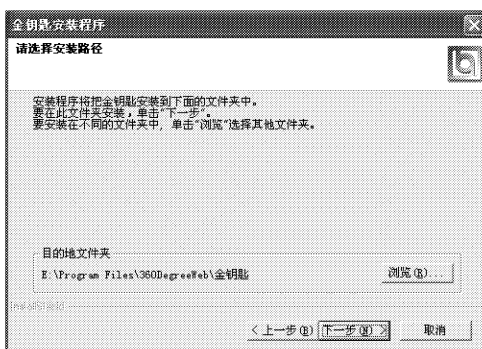 金钥匙安装程序
请选择安装路径
安装程序将把金钥匙安装到下面的文件夹中。
要在此文件夹安装，单击“下一步”。
要安装在不同的文件夹中，单击“浏览”选择其他文件夹。
目的地文件夹
E:\Program Files\360DegreeWeb\金钥匙
浏览(R)...
<上一步(B) 下一步(N)> 取消